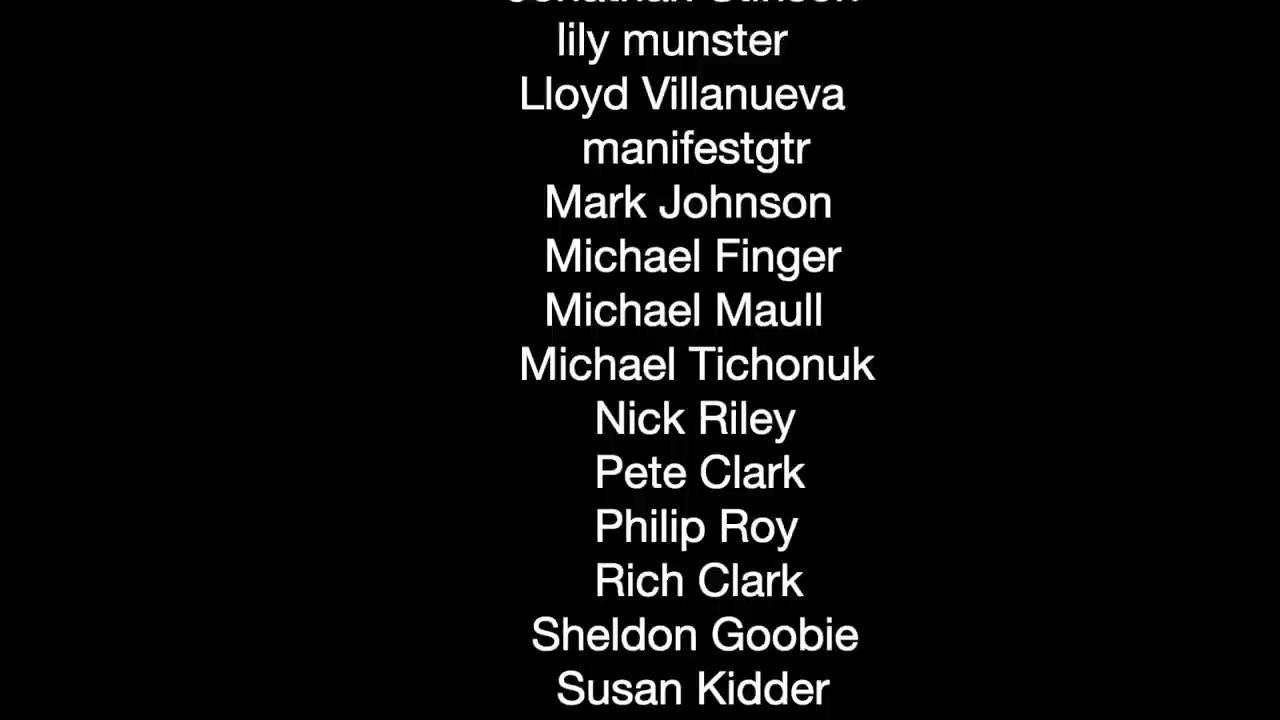 lily munster
Lloyd Villanueva
manifestgtr
Mark Johnson
Michael Finger
Michael Maull
Michael Tichonuk
Nick Riley
Pete Clark
Philip Roy
Rich Clark
Sheldon Goobie
Susan Kidder